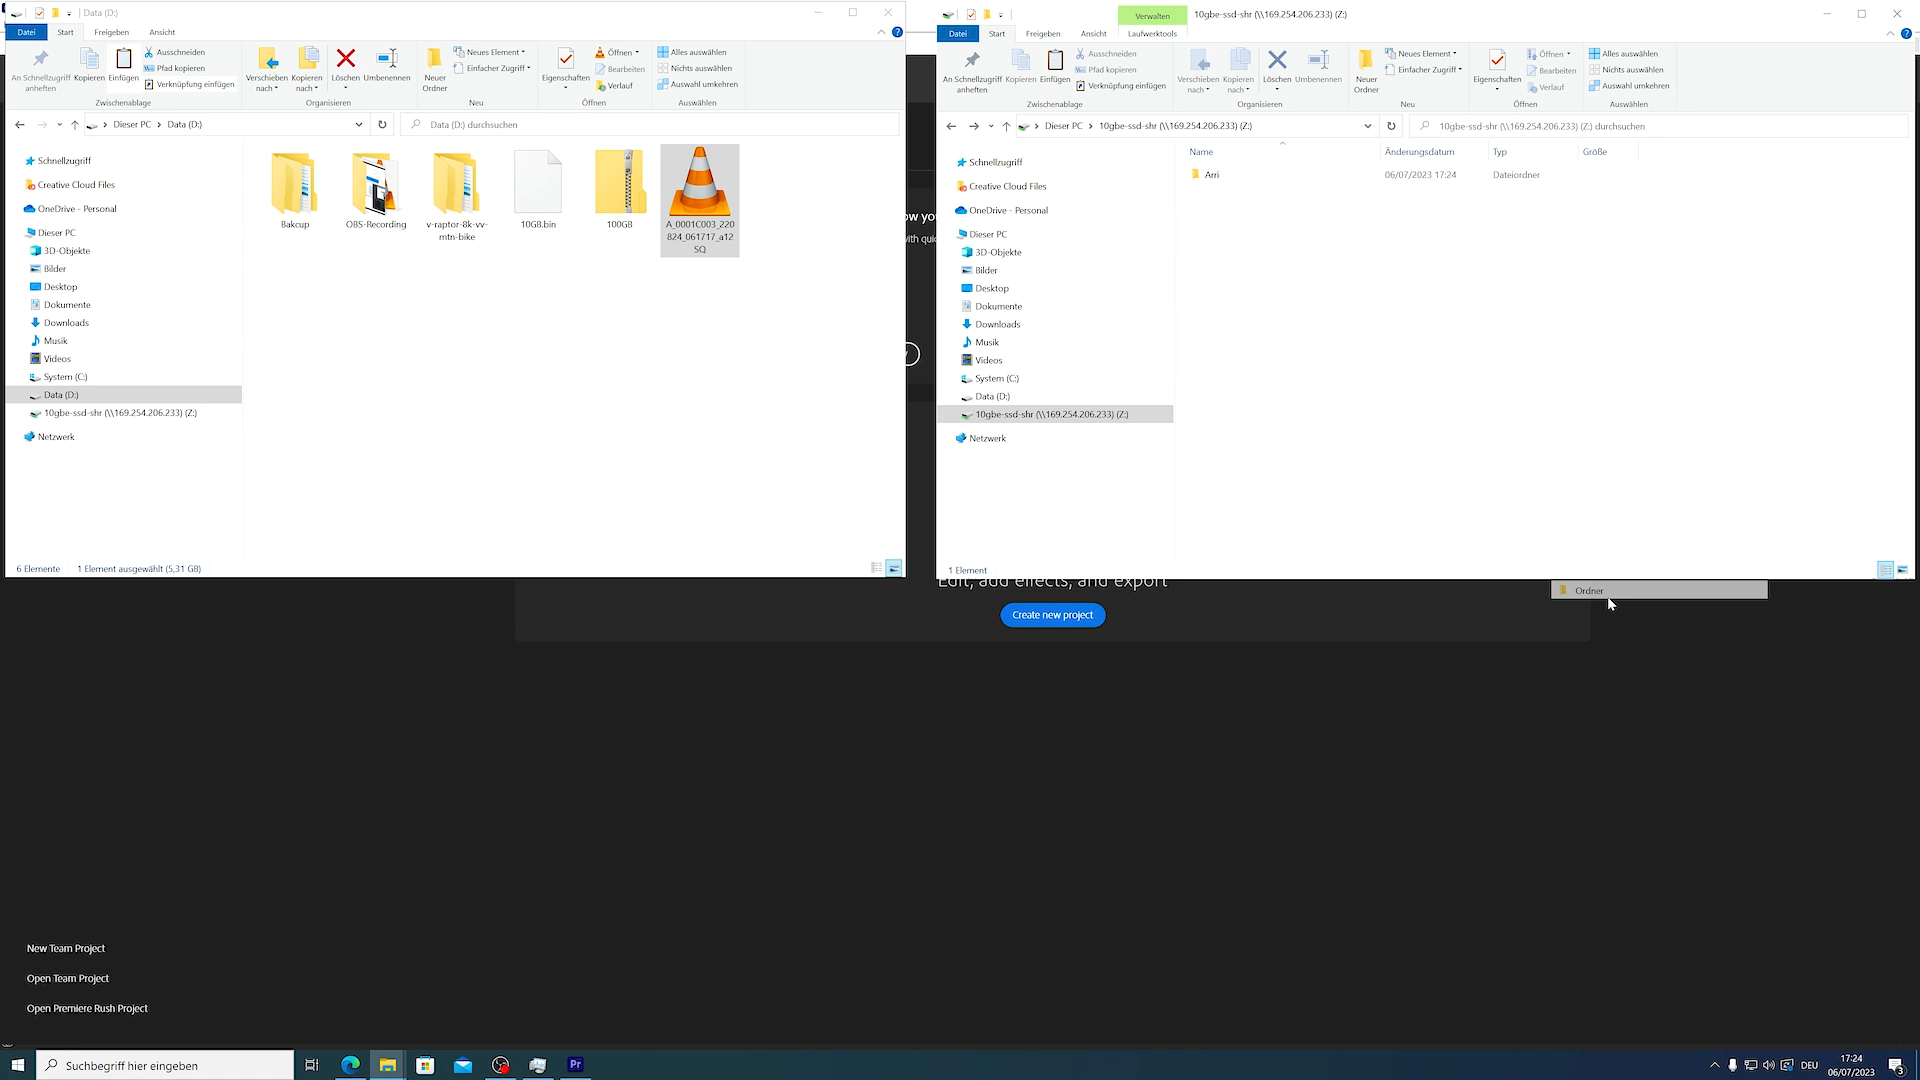 Data (D:)
Datei
Start
Freigeben
Ansicht
An Schnellzugriff
anheften
Kopieren
Einfügen
Ausschneiden
Pfad kopieren
Verknüpfung einfügen
Zwischenablage
Verschieben
nach
Kopieren
nach
Löschen
Umbenennen
Organisieren
Neuer
Ordner
Neues Element
Einfacher Zugriff
Neu
Eigenschaften
Öffnen
Bearbeiten
Verlauf
Öffnen
Alles auswählen
Nichts auswählen
Auswahl umkehren
Auswählen
Dieser PC
Data (D:)
Data (D:) durchsuchen
Schnellzugriff
Creative Cloud Files
OneDrive - Personal
Dieser PC
3D-Objekte
Bilder
Desktop
Dokumente
Downloads
Musik
Videos
System (C:)
Data (D:)
10gbe-ssd-shr (\\169.254.206.233) (Z:)
Netzwerk
Bakcup
OBS-Recording
v-raptor-8k-vv-
mtn-bike
10GB.bin
100GB
A_0001C003_220
824_061717_a12
SQ
6 Elemente
1 Element ausgewählt (5,31 GB)
Verwalten
10gbe-ssd-shr (\\169.254.206.233) (Z:)
Datei
Start
Freigeben
Ansicht
Laufwerktools
An Schnellzugriff
anheften
Kopieren
Einfügen
Ausschneiden
Pfad kopieren
Verknüpfung einfügen
Zwischenablage
Verschieben
nach
Kopieren
nach
Löschen
Umbenennen
Organisieren
Neuer
Ordner
Neues Element
Einfacher Zugriff
Neu
Eigenschaften
Öffnen
Bearbeiten
Verlauf
Öffnen
Alles auswählen
Nichts auswählen
Auswahl umkehren
Auswählen
Dieser PC
10gbe-ssd-shr (\\169.254.206.233) (Z:)
10gbe-ssd-shr (\\169.254.206.233) (Z:) durchsuchen
Name
Änderungsdatum
Typ
Größe
Arri
06/07/2023 17:24
Dateiordner
Schnellzugriff
Creative Cloud Files
OneDrive - Personal
Dieser PC
3D-Objekte
Bilder
Desktop
Dokumente
Downloads
Musik
Videos
System (C:)
Data (D:)
10gbe-ssd-shr (\\169.254.206.233) (Z:)
Netzwerk
1 Element
Ordner
Edit, add effects, and export
Create new project
New Team Project
Open Team Project
Open Premiere Rush Project
Suchbegriff hier eingeben
Pr
DEU
17:24
06/07/2023
3